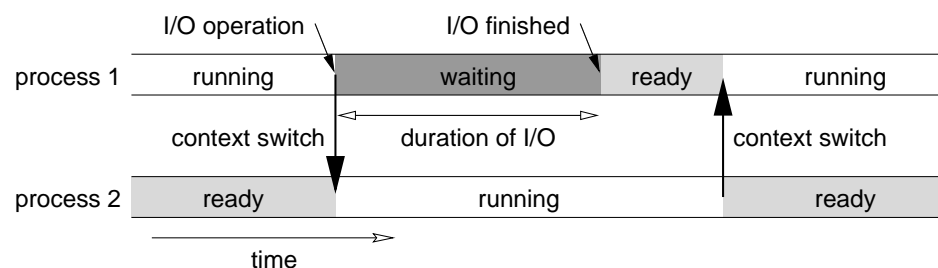 I/O operation I/O finished
process 1 running waiting ready running
context switch duration of I/O context switch
process 2 ready running ready
time